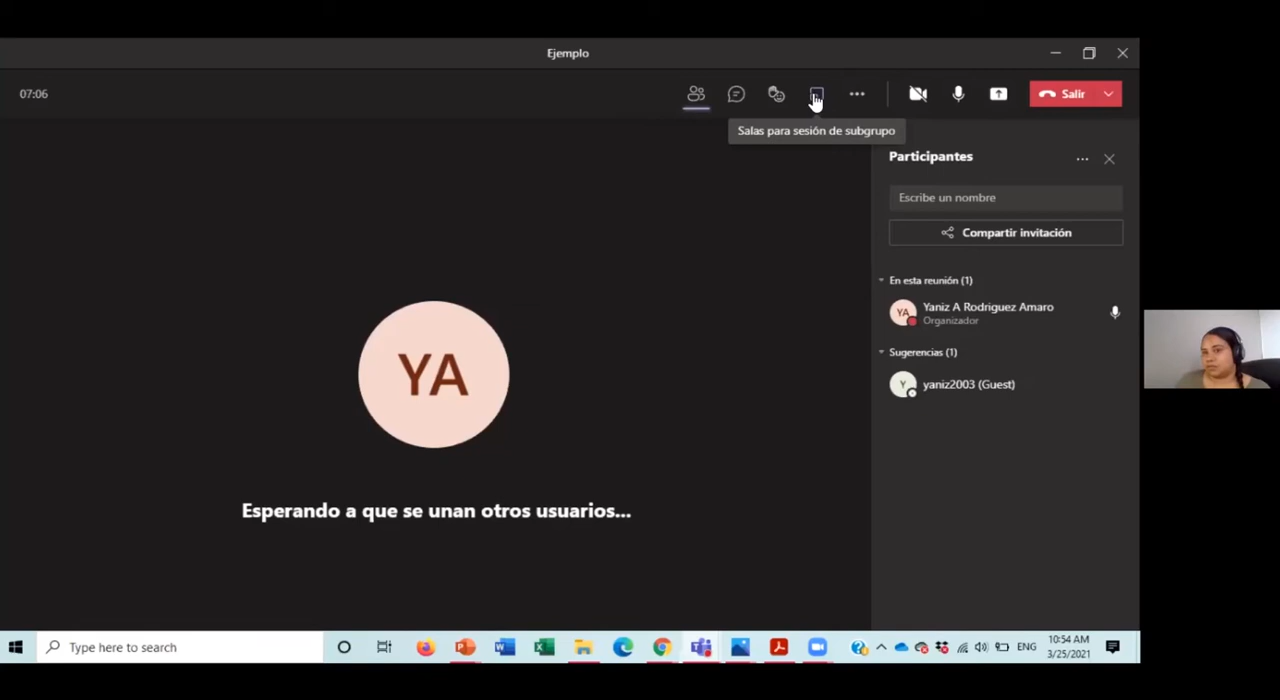 Ejemplo
07:06
Salir
Salas para sesión de subgrupo
Participantes
Escribe un nombre
Compartir invitación
En esta reunión (1)
YA
Yaniz A Rodriguez Amaro
Organizador
Sugerencias (1)
Y
yaniz2003 (Guest)
YA
Esperando a que se unan otros usuarios...
Type here to search
ENG
10:54 AM
3/25/2021